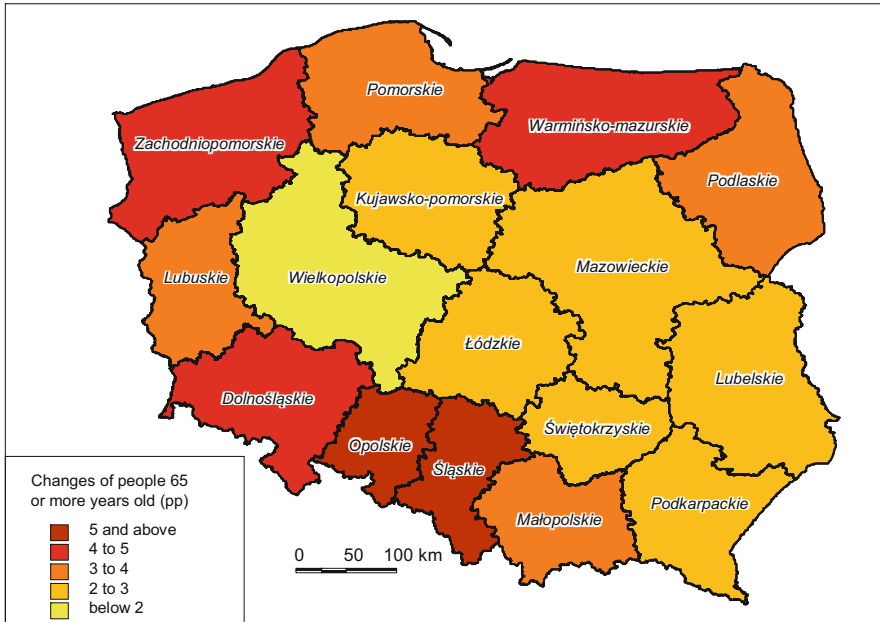 Pomorskie
Zachodniopomorskie
Warmińsko-mazurskie
Podlaskie
Kujawsko-pomorskie
Lubuskie
Wielkopolskie
Mazowieckie
Łódzkie
Lubelskie
Dolnośląskie
Opolskie
Śląskie
Świętokrzyskie
Małopolskie
Podkarpackie
Changes of people 65
or more years old (pp)
5 and above
4 to 5
3 to 4
2 to 3
below 2
0 50 100 km